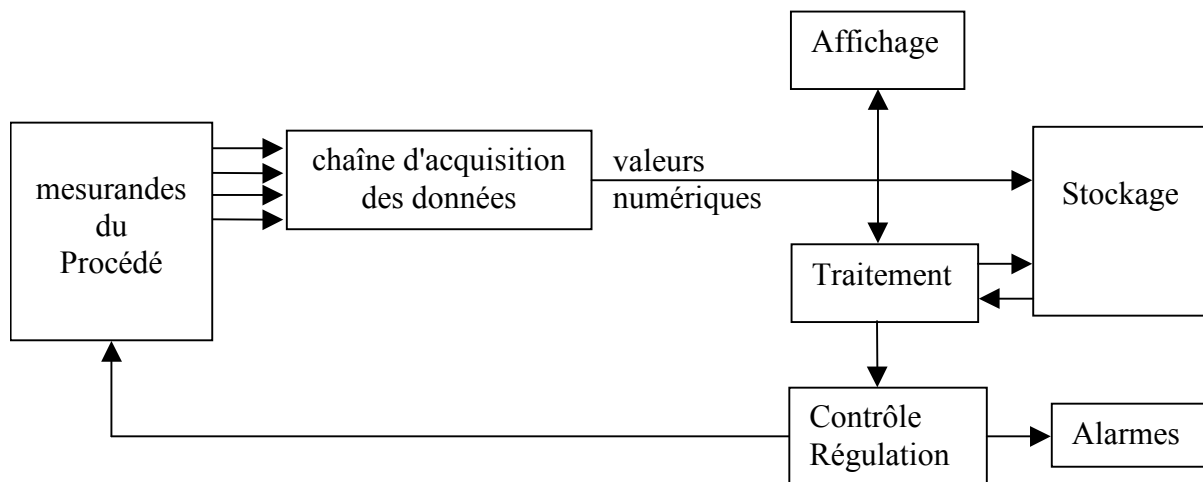 Affichage
mesurandes
du
Procédé
chaîne d'acquisition
des données
valeurs
numériques
Stockage
Traitement
Contrôle
Régulation
Alarmes